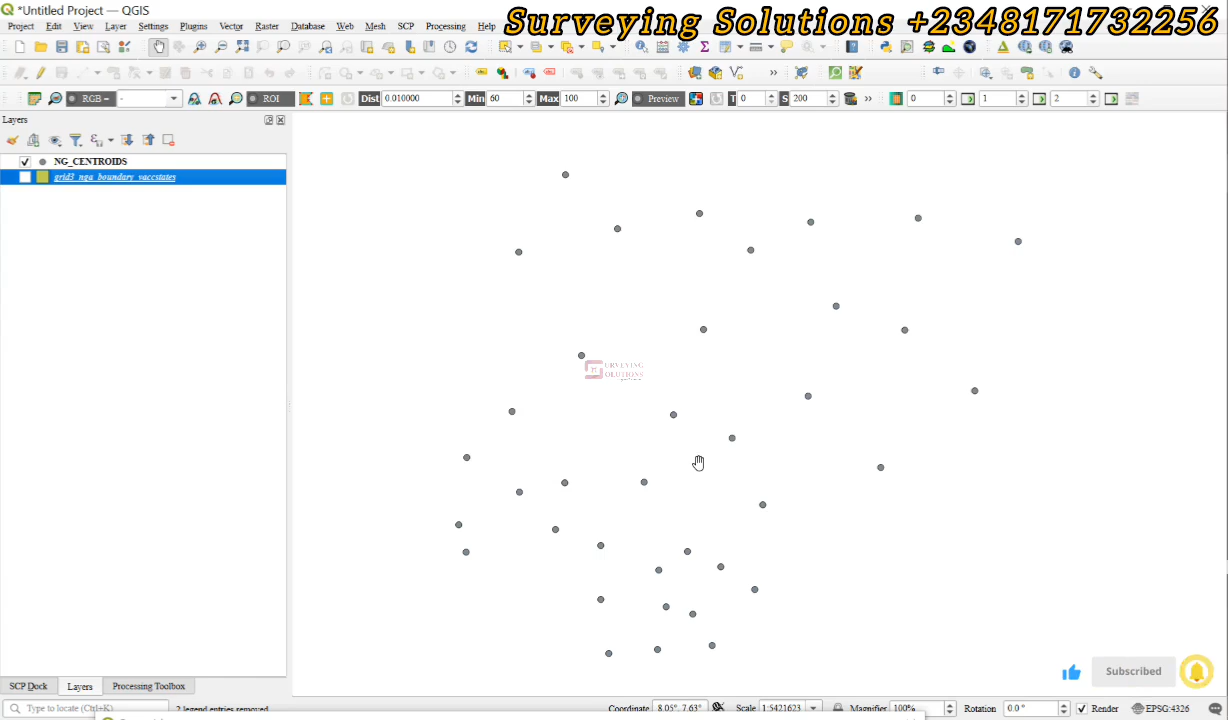 *Untitled Project — QGIS
Surveying Solutions +2348171732256
Project Edit View Layer Settings Plugins Vector Raster Database Web Mesh SCP Processing Help
RGB = - ROI Dist 0.010000 Min 60 Max 100 Preview T 0 S 200 » 0 1 2
Layers
NG_CENTROIDS
grid3_nga_boundary_vaccstates
URVEYING
OLUTIONS
Subscribed
SCP Dock Layers Processing Toolbox
Type to locate (Ctrl+K) 2 legend entries removed Coordinate 8.05°, 7.63° Scale 1:5421623 Magnifier 100% Rotation 0.0° Render EPSG:4326